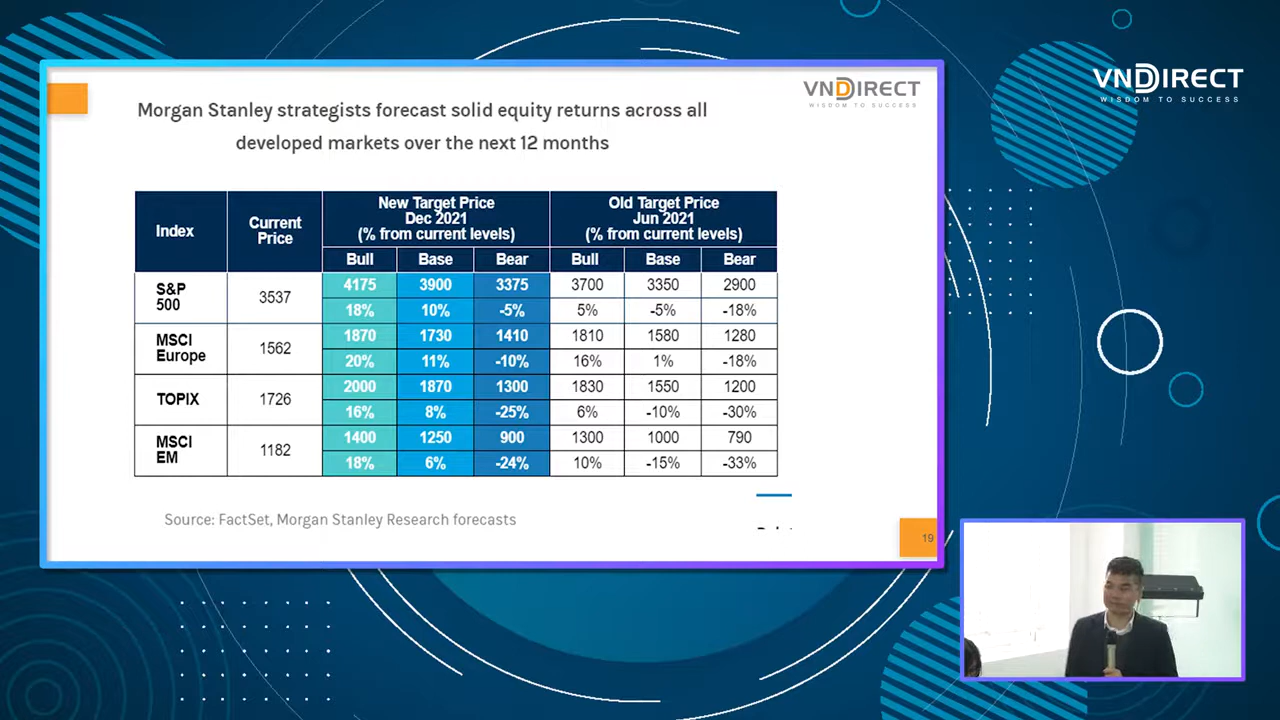 VNDIRECT
WISDOM TO SUCCESS
VNDIRECT
WISDOM TO SUCCESS
Morgan Stanley strategists forecast solid equity returns across all
developed markets over the next 12 months
Index
Current
Price
New Target Price
Dec 2021
(% from current levels)
Old Target Price
Jun 2021
(% from current levels)
Bull Base Bear Bull Base Bear
S&P
500
3537
4175 3900 3375 3700 3350 2900
18% 10% -5% 5% -5% -18%
MSCI
Europe
1562
1870 1730 1410 1810 1580 1280
20% 11% -10% 16% 1% -18%
TOPIX
1726
2000 1870 1300 1830 1550 1200
16% 8% -25% 6% -10% -30%
MSCI
EM
1182
1400 1250 900 1300 1000 790
18% 6% -24% 10% -15% -33%
Source: FactSet, Morgan Stanley Research forecasts
19